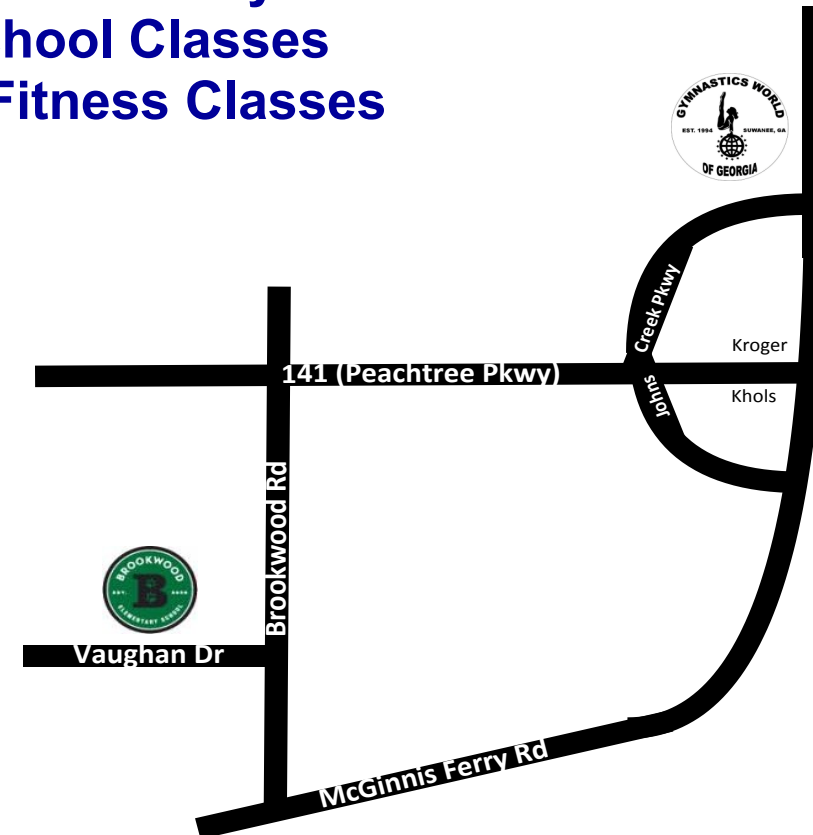 hool Classes
Fitness Classes
GYMNASTICS WORLD
EST. 1994
SUWANEE, GA
OF GEORGIA
Johns Creek Pkwy
Kroger
141 (Peachtree Pkwy)
Khols
Brookwood Rd
BROOKWOOD
B
ELEMENTARY SCHOOL
Vaughan Dr
McGinnis Ferry Rd